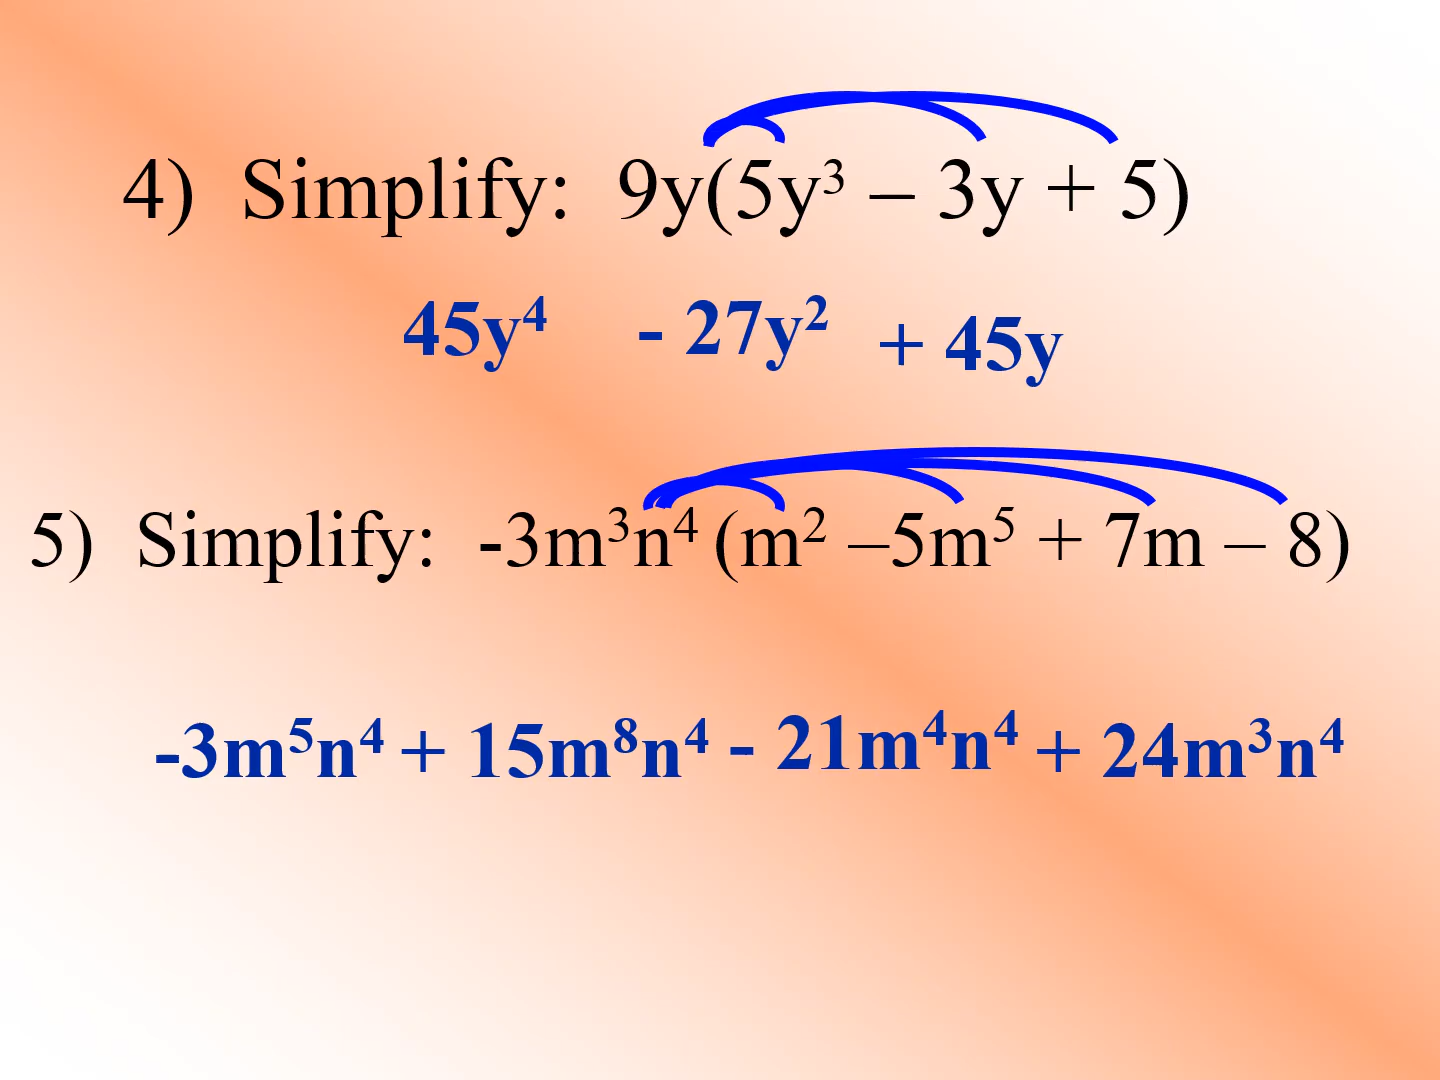 4) Simplify: 9y(5y³ – 3y + 5)
45y⁴ - 27y² + 45y
5) Simplify: -3m³n⁴ (m² –5m⁵ + 7m – 8)
-3m⁵n⁴ + 15m⁸n⁴ - 21m⁴n⁴ + 24m³n⁴